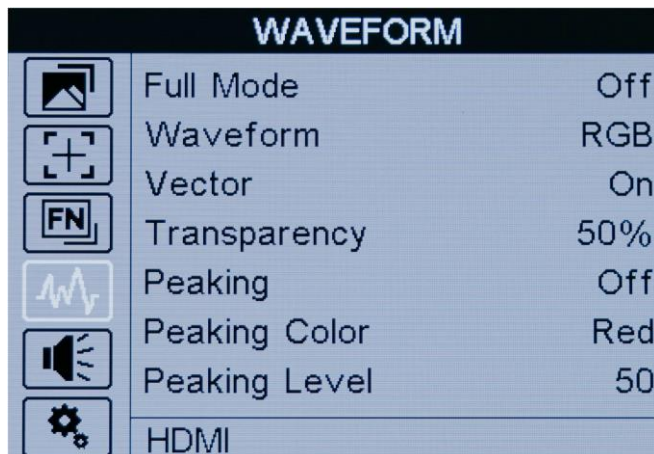 WAVEFORM
Full Mode Off
Waveform RGB
Vector On
FN
Transparency 50%
Peaking Off
Peaking Color Red
Peaking Level 50
HDMI